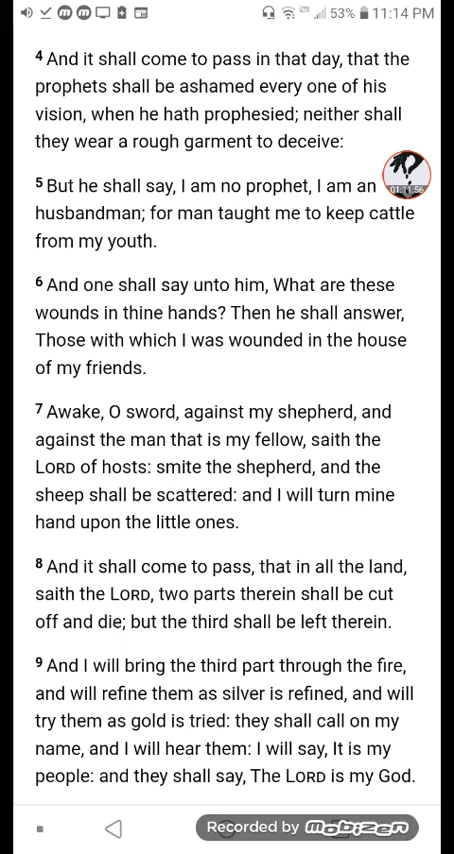 53% 11:14 PM
4 And it shall come to pass in that day, that the
prophets shall be ashamed every one of his
vision, when he hath prophesied; neither shall
they wear a rough garment to deceive:
5 But he shall say, I am no prophet, I am an
husbandman; for man taught me to keep cattle
from my youth.
01:11:56
6 And one shall say unto him, What are these
wounds in thine hands? Then he shall answer,
Those with which I was wounded in the house
of my friends.
7 Awake, O sword, against my shepherd, and
against the man that is my fellow, saith the
LORD of hosts: smite the shepherd, and the
sheep shall be scattered: and I will turn mine
hand upon the little ones.
8 And it shall come to pass, that in all the land,
saith the LORD, two parts therein shall be cut
off and die; but the third shall be left therein.
9 And I will bring the third part through the fire,
and will refine them as silver is refined, and will
try them as gold is tried: they shall call on my
name, and I will hear them: I will say, It is my
people: and they shall say, The LORD is my God.
Recorded by mobizen